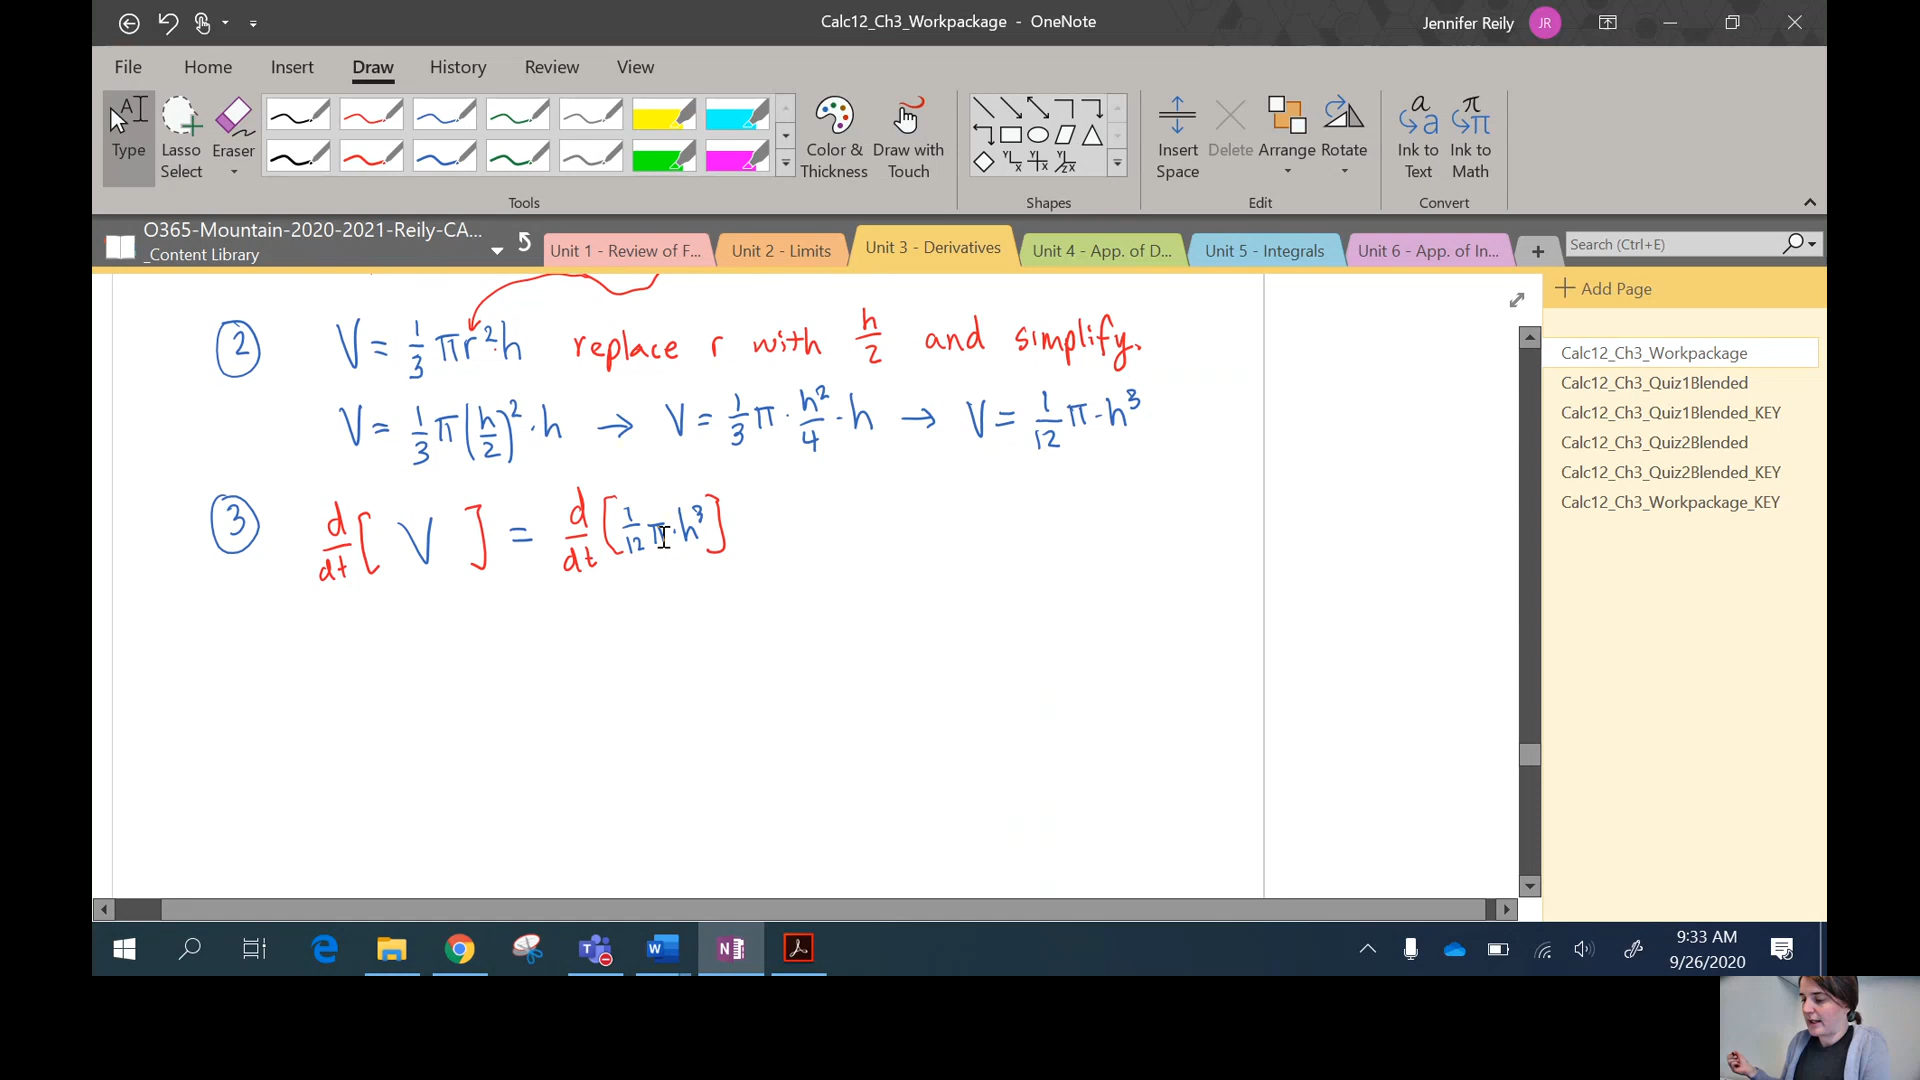 Calc12_Ch3_Workpackage - OneNote
Jennifer Reily JR
File Home Insert Draw History Review View
Type
Lasso Select
Eraser
Color & Thickness
Draw with Touch
Insert Space
Delete
Arrange
Rotate
Ink to Text
Ink to Math
Tools Shapes Edit Convert
O365-Mountain-2020-2021-Reily-CA...
_Content Library
Unit 1 - Review of F... Unit 2 - Limits Unit 3 - Derivatives Unit 4 - App. of D... Unit 5 - Integrals Unit 6 - App. of In... +
Search (Ctrl+E)
Add Page
Calc12_Ch3_Workpackage
Calc12_Ch3_Quiz1Blended
Calc12_Ch3_Quiz1Blended_KEY
Calc12_Ch3_Quiz2Blended
Calc12_Ch3_Quiz2Blended_KEY
Calc12_Ch3_Workpackage_KEY
② V = 1/3 πr²·h replace r with h/2 and simplify.
V = 1/3 π(h/2)²·h → V = 1/3 π · h²/4 · h → V = 1/12 π·h³
③ d/dt [ V ] = d/dt [1/12 π·h³]
9:33 AM
9/26/2020